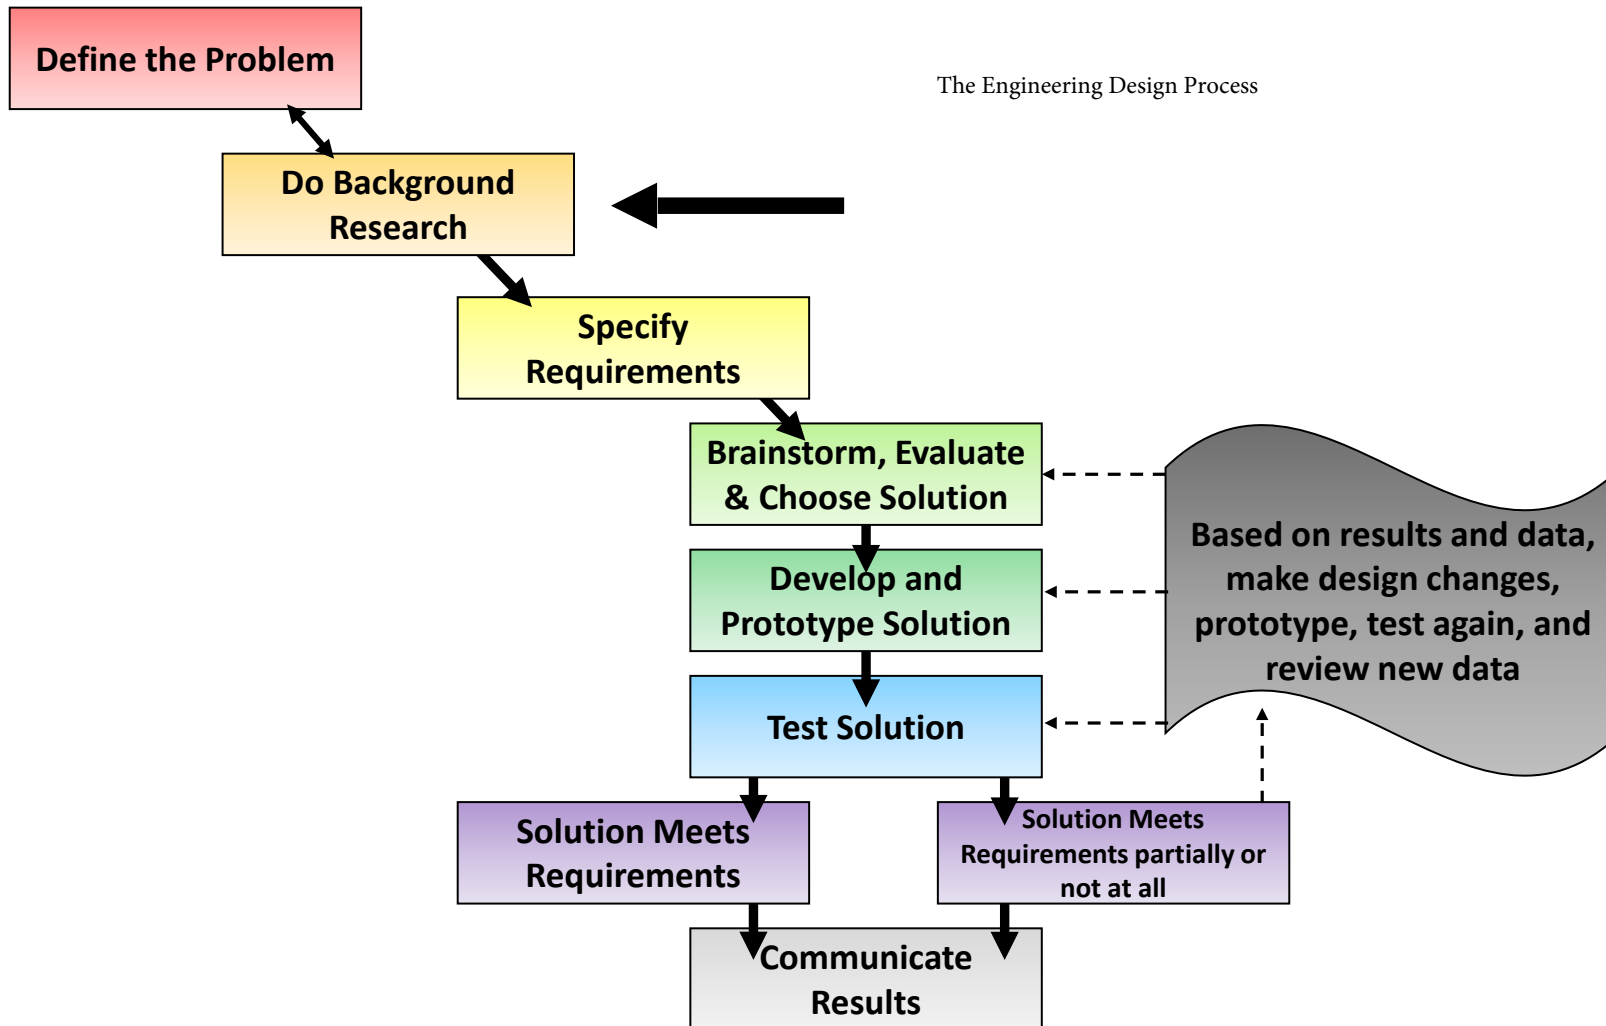 Define the Problem
The Engineering Design Process
Do Background
Research
Specify
Requirements
Brainstorm, Evaluate
& Choose Solution
Based on results and data,
make design changes,
prototype, test again, and
review new data
Develop and
Prototype Solution
Test Solution
Solution Meets
Requirements
Solution Meets
Requirements partially or
not at all
Communicate
Results